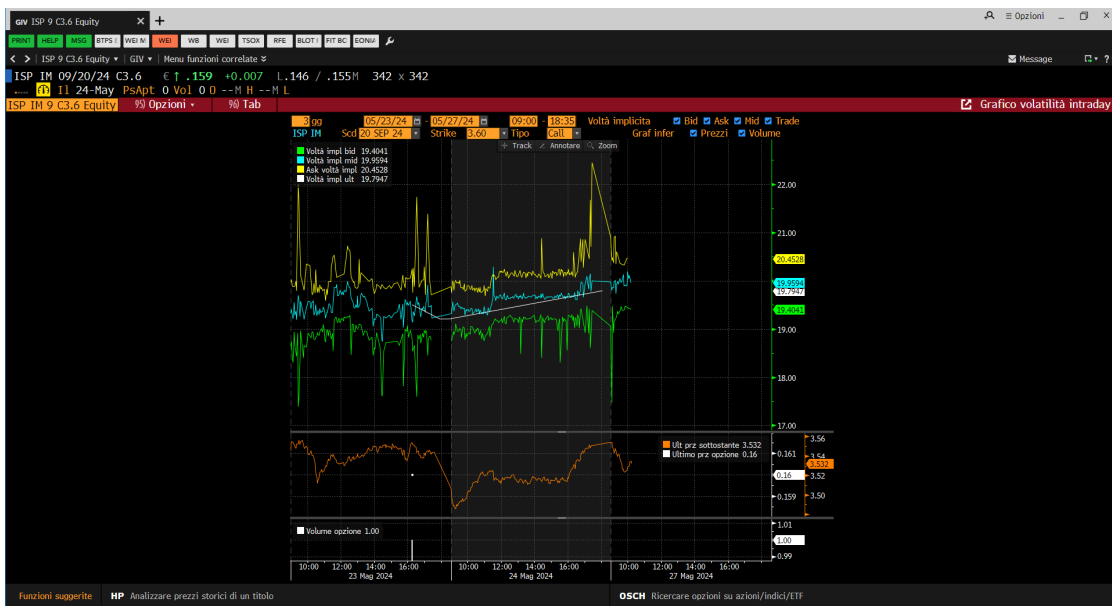 GIV ISP 9 C3.6 Equity × +
Opzioni
PRINT HELP MSG BTPS WEI M WEI WB WEI TSOX RFE BLOT FIT BC EONIA
< > ISP 9 C3.6 Equity GIV Menu funzioni correlate Message ?
ISP IM 09/20/24 C3.6 € ↑ .159 +0.007 L.146 / .155M 342 x 342
Il 24-May PsApt 0 Vol 0 0 --M H --M L
ISP IM 9 C3.6 Equity 95) Opzioni 96) Tab Grafico volatilità intraday
3 gg 05/23/24 - 05/27/24 09:00 - 18:35 Voltà implicita Bid Ask Mid Trade
ISP IM Scd 20 SEP 24 Strike 3.60 Tipo Call Graf infer Prezzi Volume
+ Track Annotare Zoom
Voltà impl bid 19.4041
Voltà impl mid 19.9594
Ask voltà impl 20.4528
Voltà impl ult 19.7947
22.00
21.00
20.4528
19.9594
19.7947
19.4041
19.00
18.00
17.00
Ult prz sottostante 3.532
Ultimo prz opzione 0.16
0.161
0.16
0.159
3.56
3.54
3.532
3.52
3.50
Volume opzione 1.00
1.01
1.00
0.99
10:00 12:00 14:00 16:00 10:00 12:00 14:00 16:00 10:00 12:00 14:00 16:00
23 Mag 2024 24 Mag 2024 27 Mag 2024
Funzioni suggerite HP Analizzare prezzi storici di un titolo OSCH Ricercare opzioni su azioni/indici/ETF